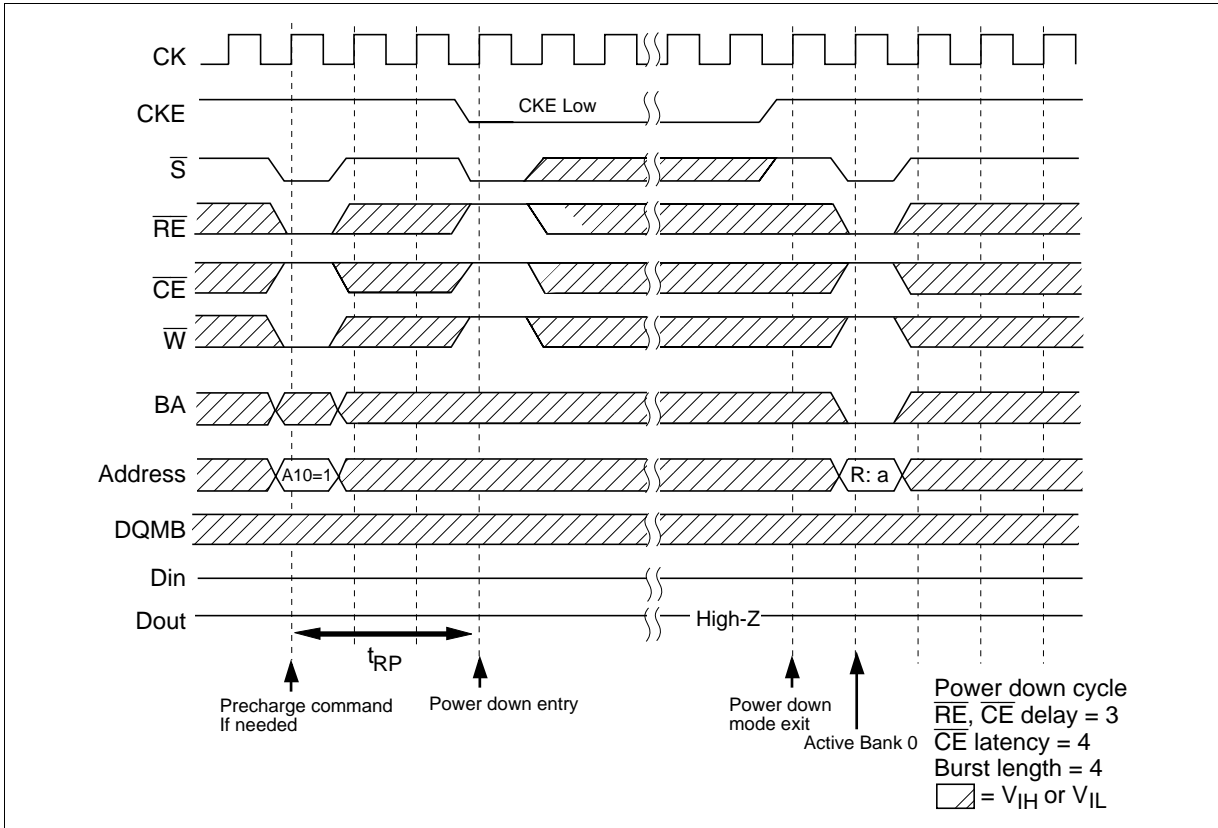 CK
CKE
CKE Low
S
RE
CE
W
BA
Address
A10=1
R: a
DQMB
Din
Dout
High-Z
tRP
Precharge command
If needed
Power down entry
Power down
mode exit
Active Bank 0
Power down cycle
RE, CE delay = 3
CE latency = 4
Burst length = 4
= VIH or VIL